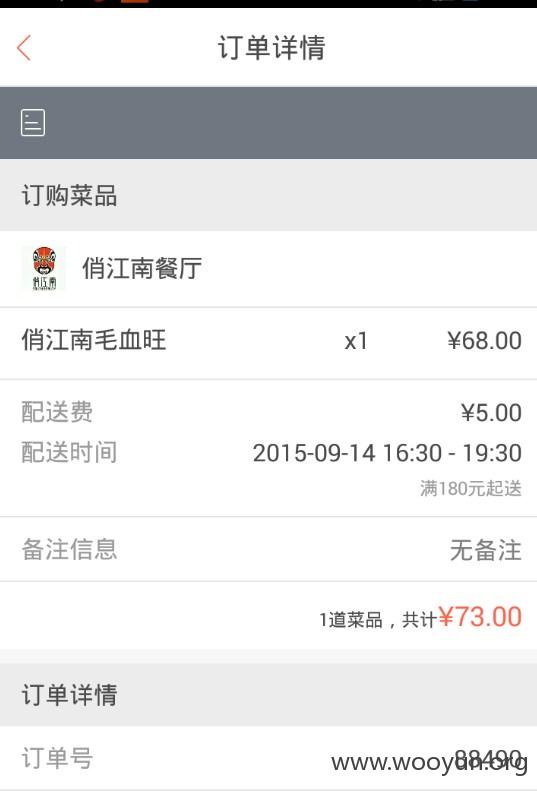 订单详情
订购菜品
俏江南餐厅
俏江南毛血旺 x1 ¥68.00
配送费 ¥5.00
配送时间 2015-09-14 16:30 - 19:30
满180元起送
备注信息 无备注
1道菜品，共计¥73.00
订单详情
订单号 88490
www.wooyun.org